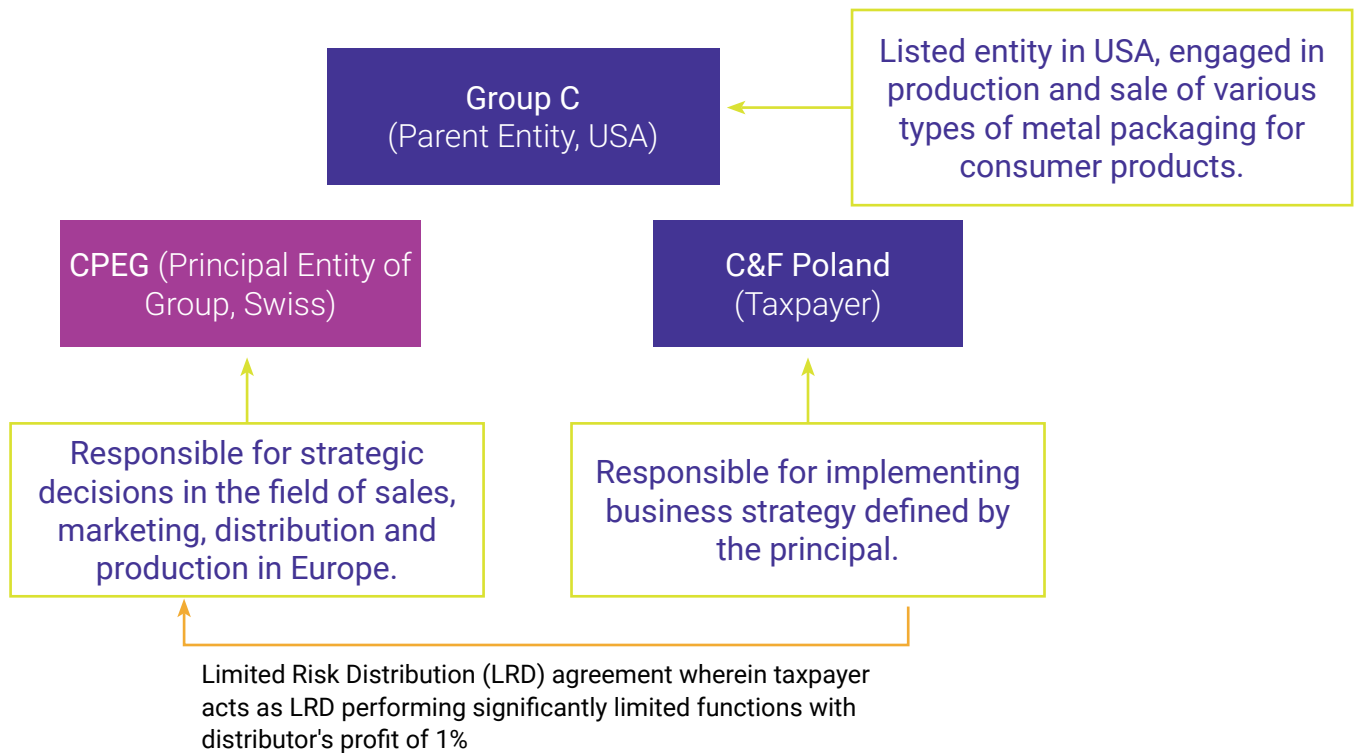 Group C
(Parent Entity, USA)
Listed entity in USA, engaged in
production and sale of various
types of metal packaging for
consumer products.
CPEG (Principal Entity of
Group, Swiss)
C&F Poland
(Taxpayer)
Responsible for strategic
decisions in the field of sales,
marketing, distribution and
production in Europe.
Responsible for implementing
business strategy defined by
the principal.
Limited Risk Distribution (LRD) agreement wherein taxpayer
acts as LRD performing significantly limited functions with
distributor's profit of 1%